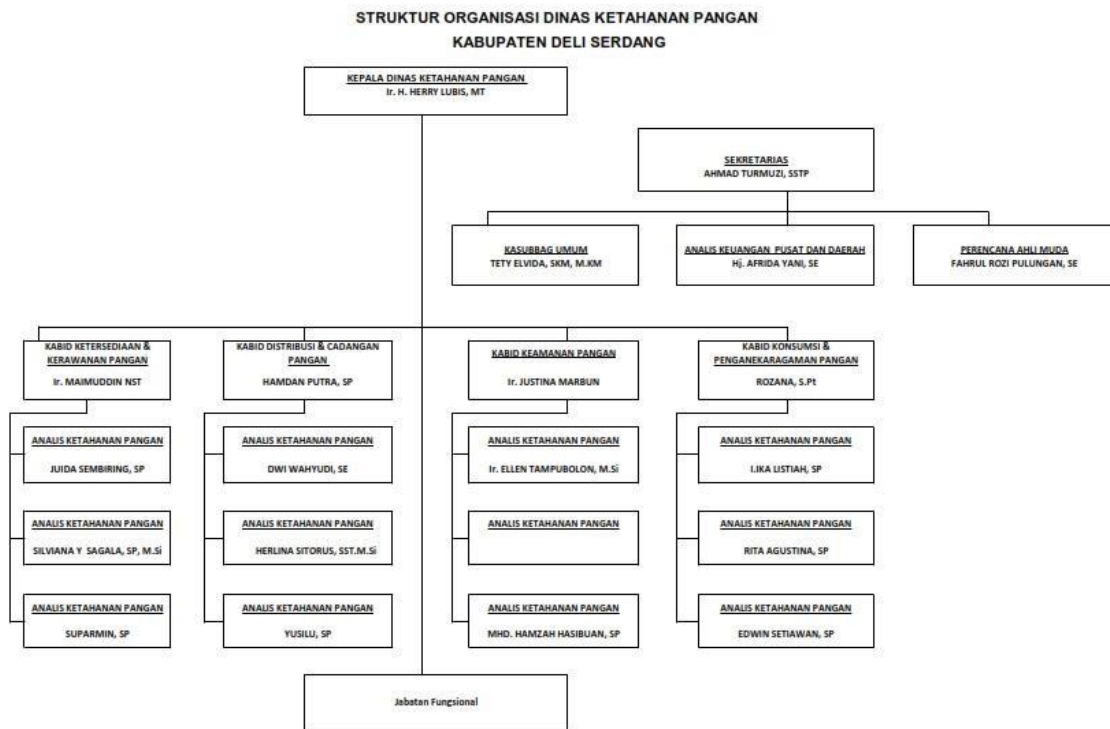 STRUKTUR ORGANISASI DINAS KETAHANAN PANGAN
KABUPATEN DELI SERDANG
KEPALA DINAS KETAHANAN PANGAN
Ir. H. HERRY LUBIS, MT
SEKRETARIAS
AHMAD TURMUZI, SSTP
KASUBBAG UMUM
TETY ELVIDA, SKM, M.KM
ANALIS KEUANGAN PUSAT DAN DAERAH
Hj. AFRIDA YANI, SE
PERENCANA AHLI MUDA
FAHRUL ROZI PULUNGAN, SE
KABID KETERSEDIAAN &
KERAWANAN PANGAN
Ir. MAIMUDDIN NST
KABID DISTRIBUSI & CADANGAN
PANGAN
HAMDAN PUTRA, SP
KABID KEAMANAN PANGAN
Ir. JUSTINA MARBUN
KABID KONSUMSI &
PENGANEKARAGAMAN PANGAN
ROZANA, S.Pt
ANALIS KETAHANAN PANGAN
JUIDA SEMBIRING, SP
ANALIS KETAHANAN PANGAN
DWI WAHYUDI, SE
ANALIS KETAHANAN PANGAN
Ir. ELLEN TAMPUBOLON, M.Si
ANALIS KETAHANAN PANGAN
I.IKA LISTIAH, SP
ANALIS KETAHANAN PANGAN
SILVIANA Y SAGALA, SP, M.Si
ANALIS KETAHANAN PANGAN
HERLINA SITORUS, SST.M.Si
ANALIS KETAHANAN PANGAN
ANALIS KETAHANAN PANGAN
RITA AGUSTINA, SP
ANALIS KETAHANAN PANGAN
SUPARMIN, SP
ANALIS KETAHANAN PANGAN
YUSILU, SP
ANALIS KETAHANAN PANGAN
MHD. HAMZAH HASIBUAN, SP
ANALIS KETAHANAN PANGAN
EDWIN SETIAWAN, SP
Jabatan Fungsional